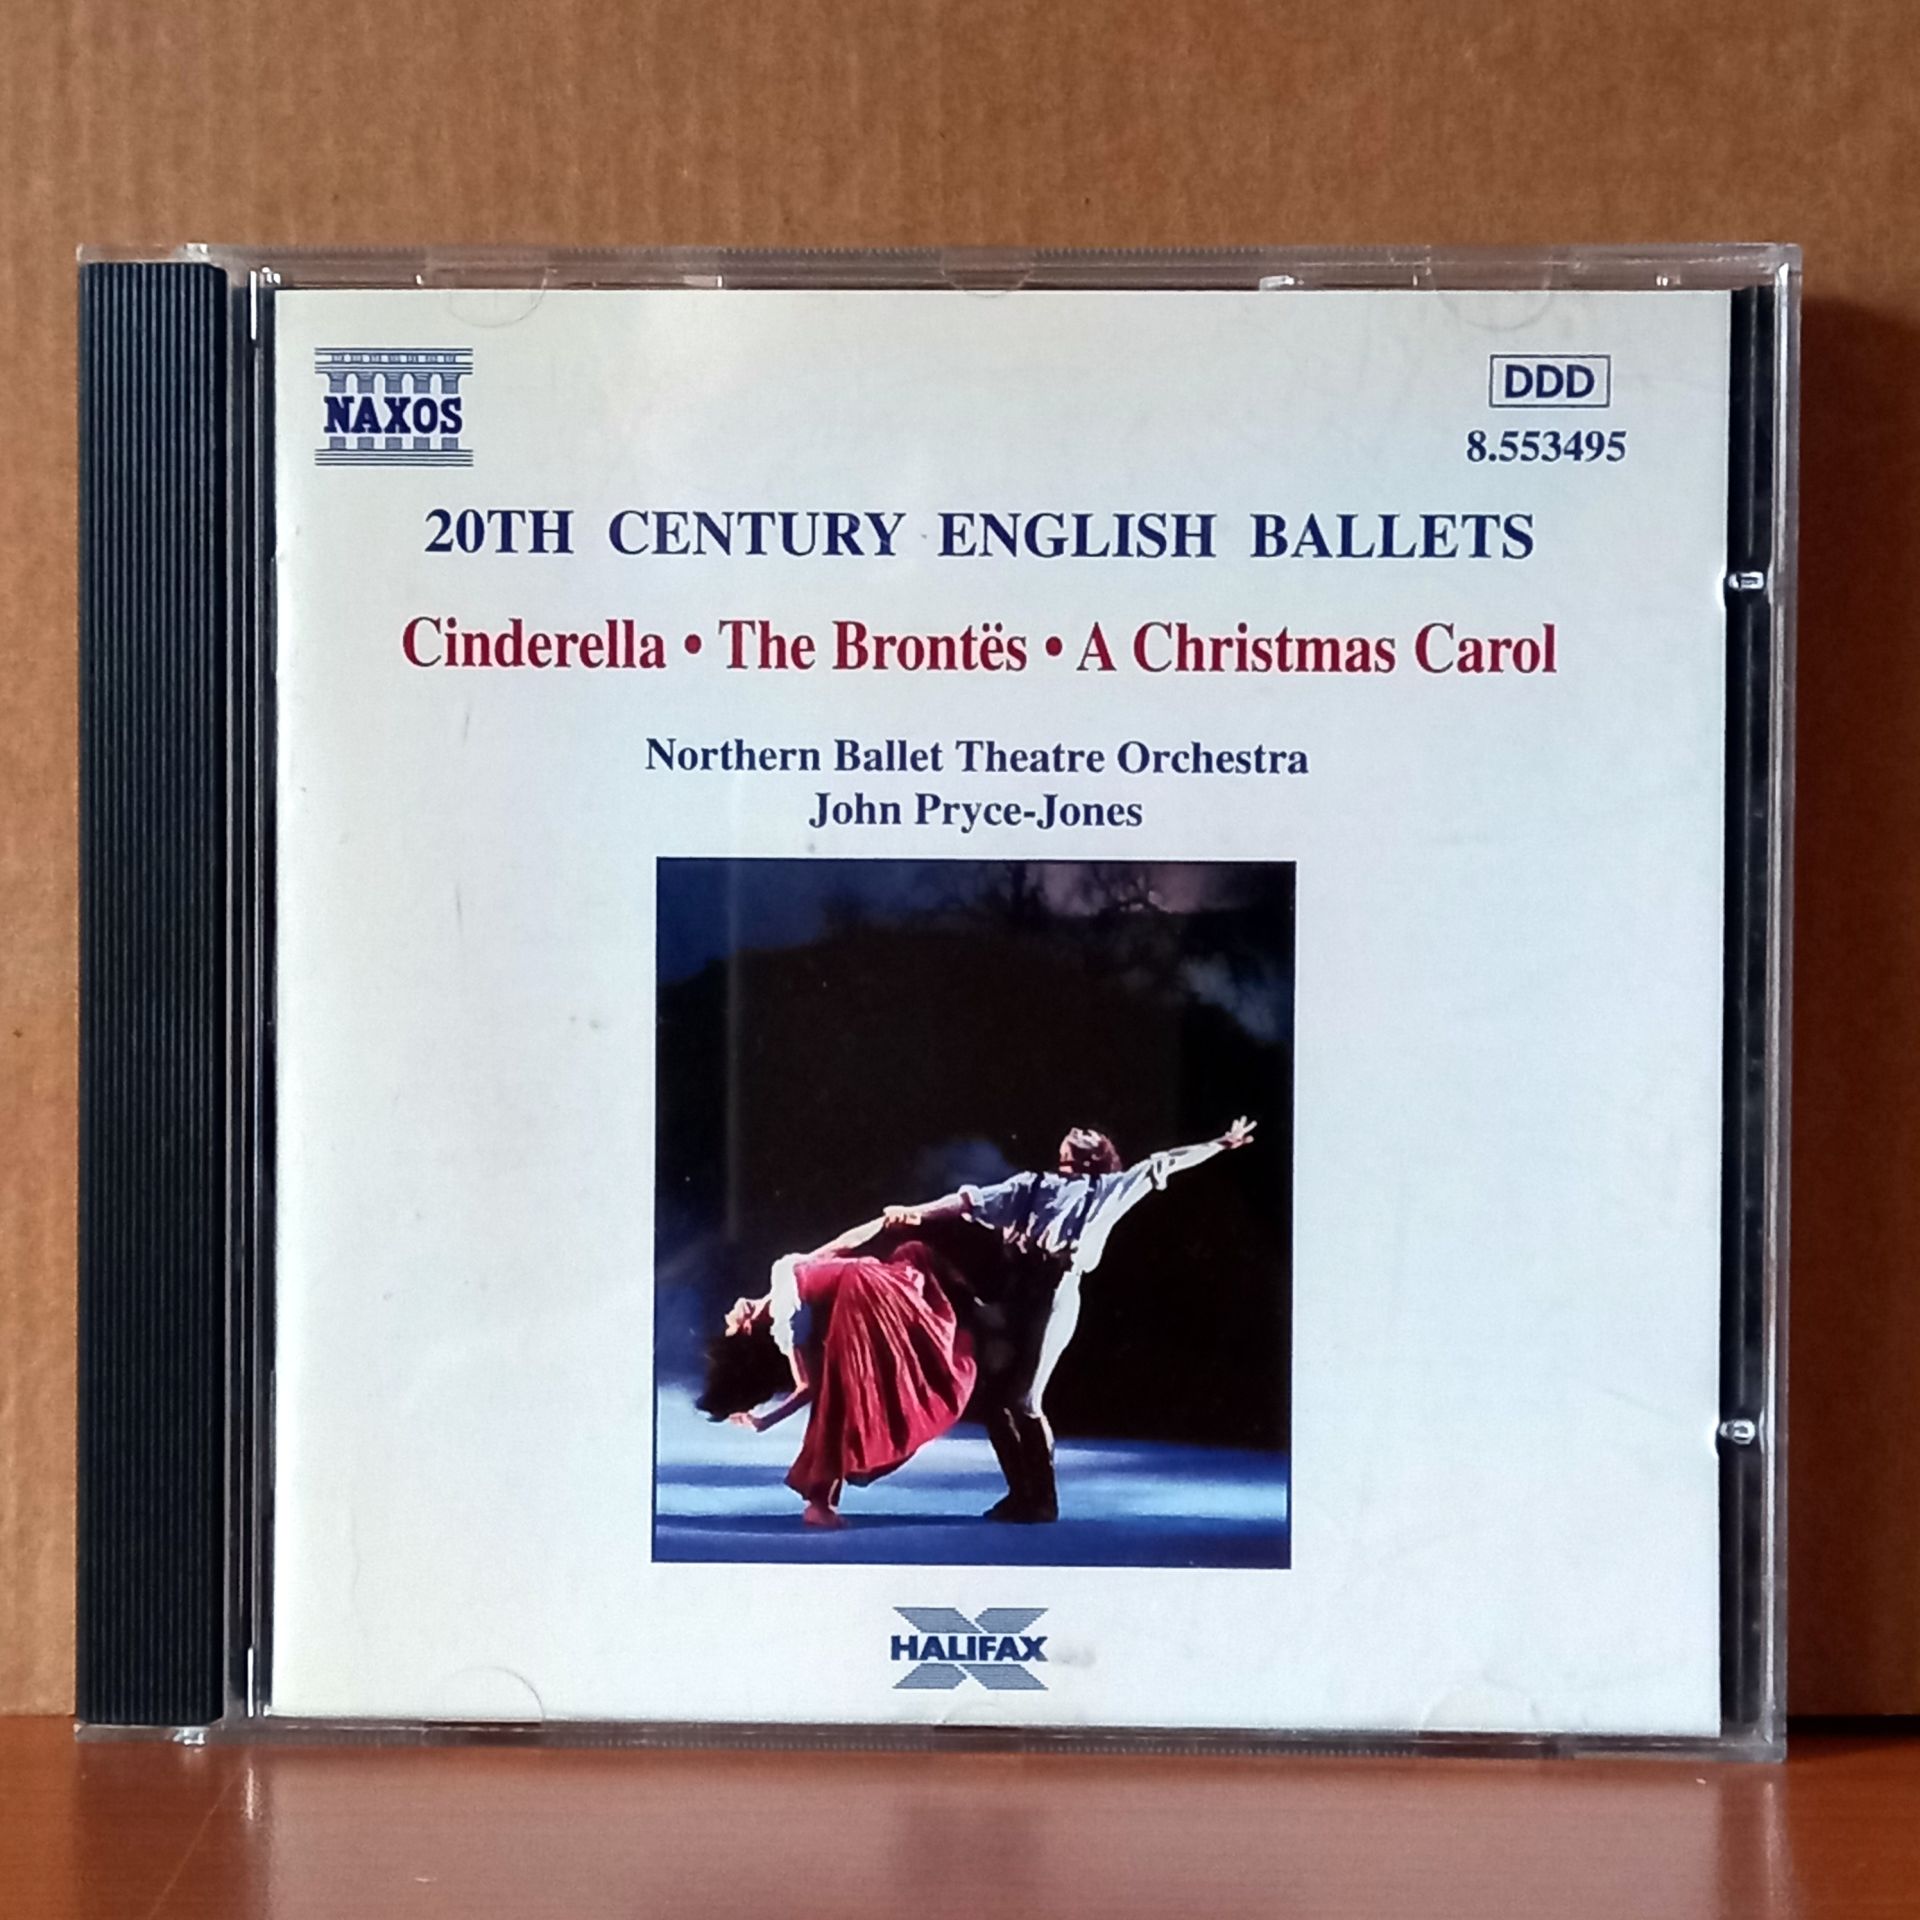 NAXOS
DDD
8.553495
20TH CENTURY ENGLISH BALLETS
Cinderella • The Brontës • A Christmas Carol
Northern Ballet Theatre Orchestra
John Pryce-Jones
HALIFAX